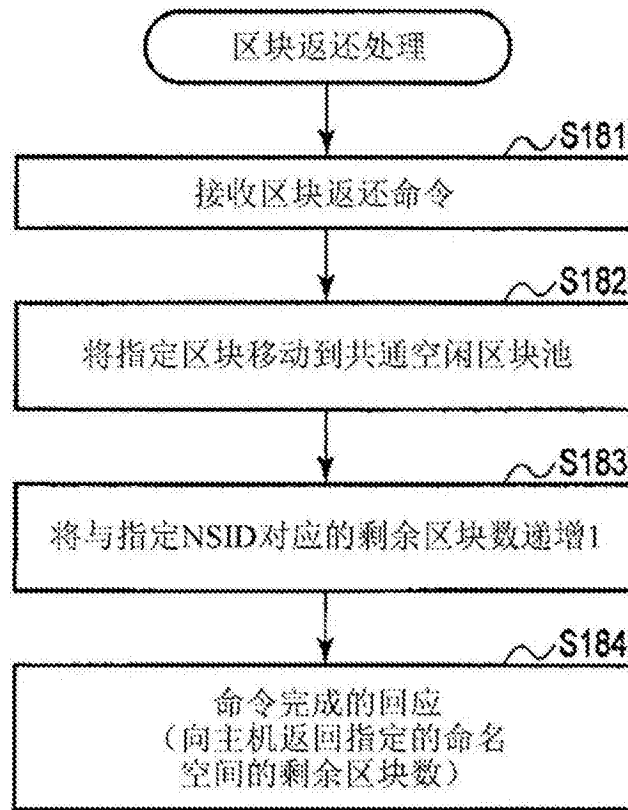 区块返还处理
S181
接收区块返还命令
S182
将指定区块移动到共通空闲区块池
S183
将与指定NSID对应的剩余区块数递增1
S184
命令完成的回应
（向主机返回指定的命名
空间的剩余区块数）